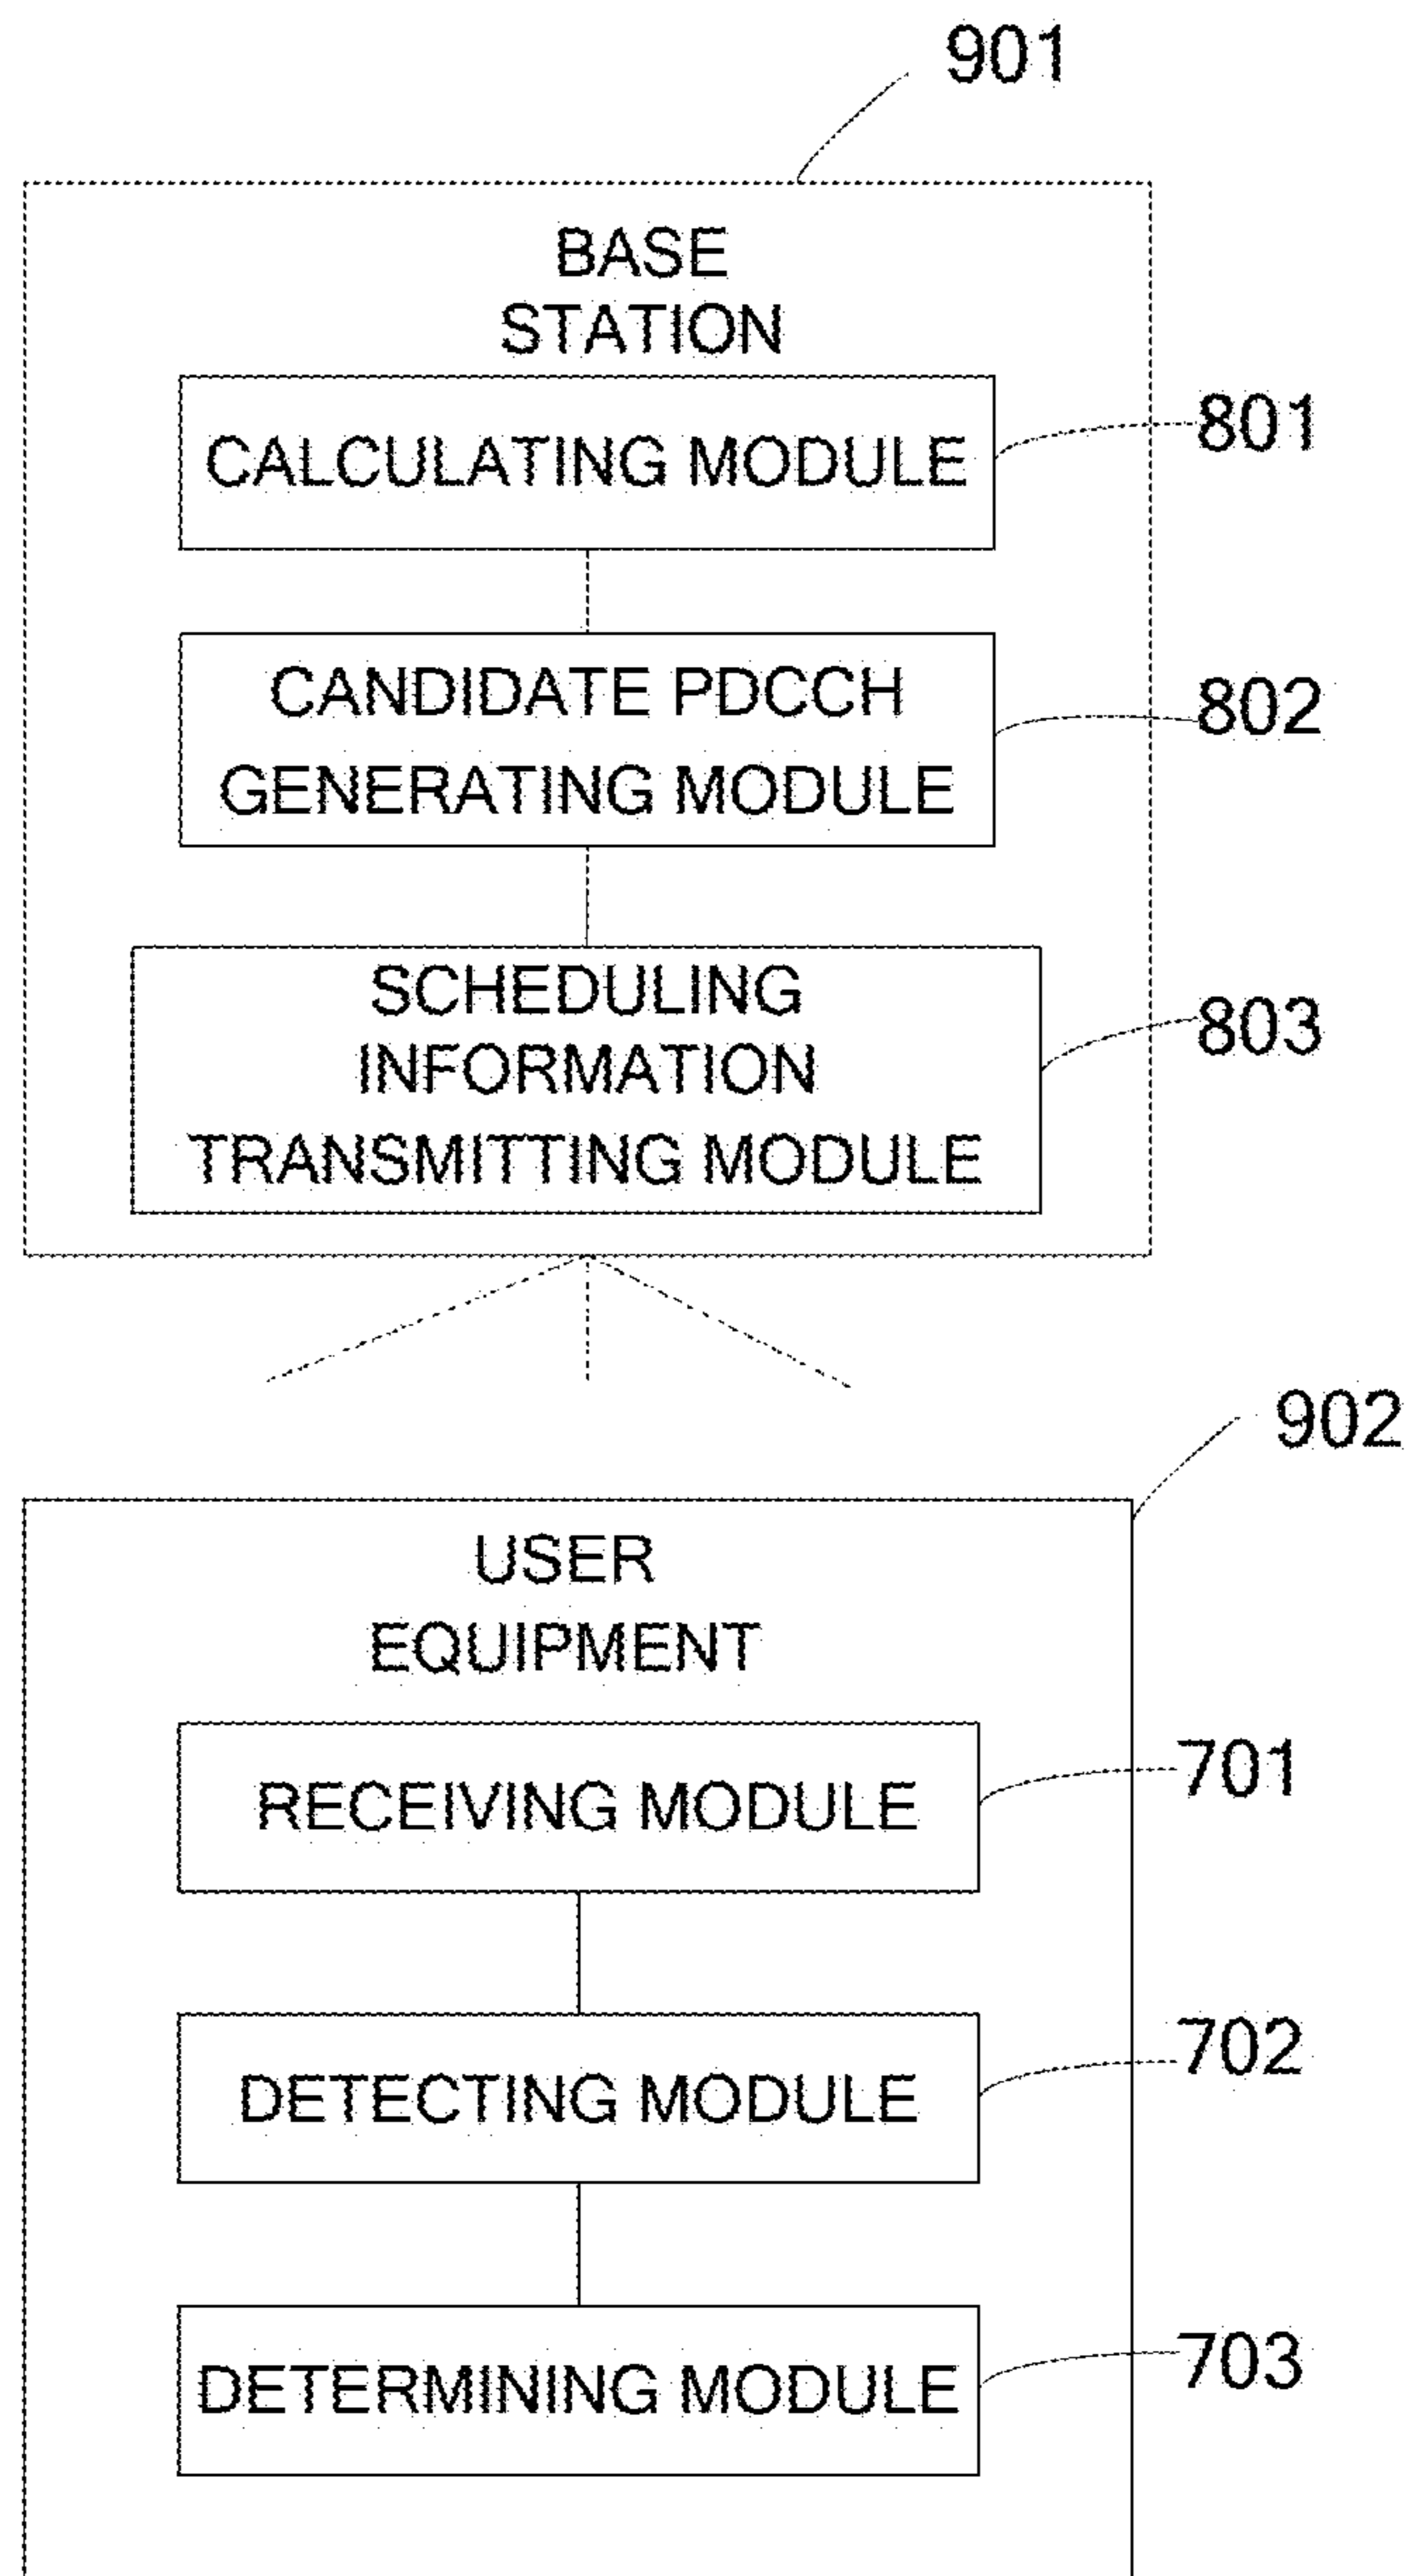 901
BASE
STATION
CALCULATING MODULE
801
CANDIDATE PDCCH
GENERATING MODULE
802
SCHEDULING
INFORMATION
TRANSMITTING MODULE
803
902
USER
EQUIPMENT
RECEIVING MODULE
701
DETECTING MODULE
702
DETERMINING MODULE
703